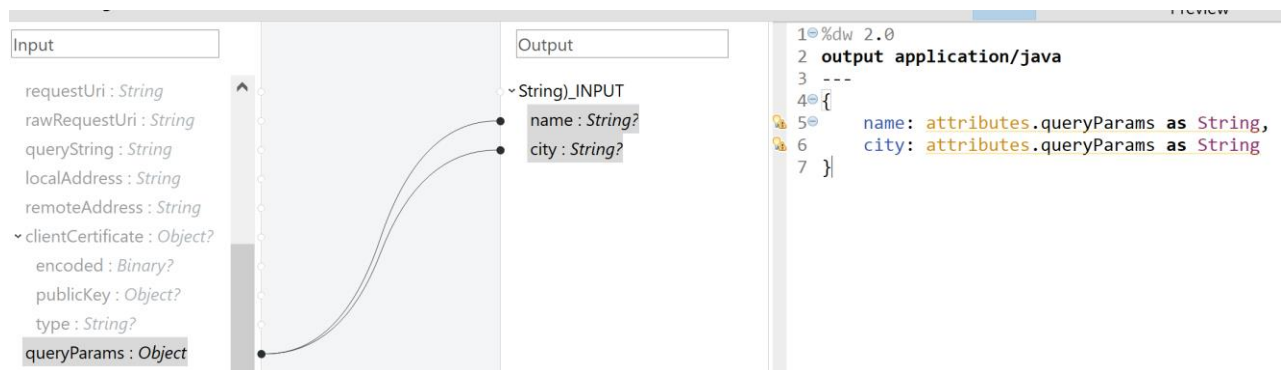 Input
requestUri : String
rawRequestUri : String
queryString : String
localAddress : String
remoteAddress : String
clientCertificate : Object?
encoded : Binary?
publicKey : Object?
type : String?
queryParams : Object
Output
String)_INPUT
name : String?
city : String?
Preview
1 %dw 2.0
2 output application/java
3 ---
4 {
5 name: attributes.queryParams as String,
6 city: attributes.queryParams as String
7 }